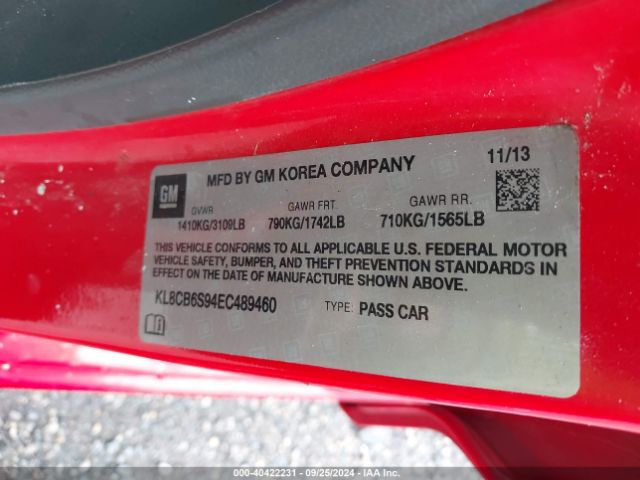 GM
MFD BY GM KOREA COMPANY
11/13
GVWR
GAWR FRT.
GAWR RR.
1410KG/3109LB
790KG/1742LB
710KG/1565LB
THIS VEHICLE CONFORMS TO ALL APPLICABLE U.S. FEDERAL MOTOR
VEHICLE SAFETY, BUMPER, AND THEFT PREVENTION STANDARDS IN
EFFECT ON THE DATE OF MANUFACTURE SHOWN ABOVE.
KL8CB6S94EC489460
TYPE: PASS CAR
000-40422231 - 09/25/2024 - IAA Inc.